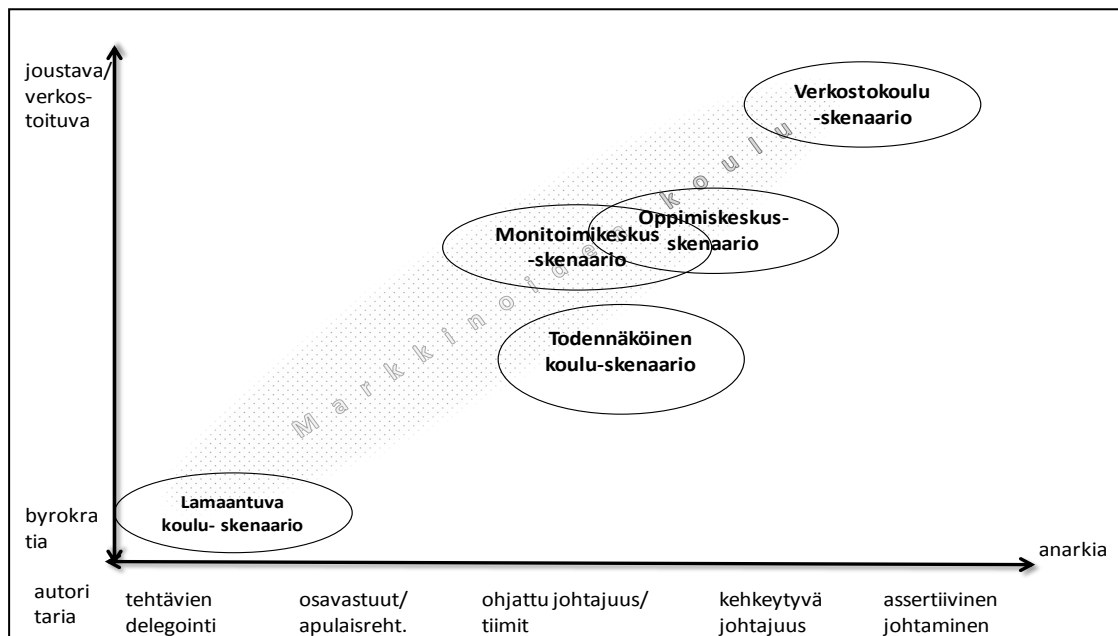 joustava/
verkos-
toituva
Verkostokoulu
-skenaario
Oppimiskeskus-
skenaario
Monitoimikeskus
-skenaario
Markkinoiden koulu
Todennäköinen
koulu-skenaario
Lamaantuva
koulu- skenaario
byrokra
tia
anarkia
autori
taria
tehtävien
delegointi
osavastuut/
apulaisreht.
ohjattu johtajuus/
tiimit
kehkeytyvä
johtajuus
assertiivinen
johtaminen